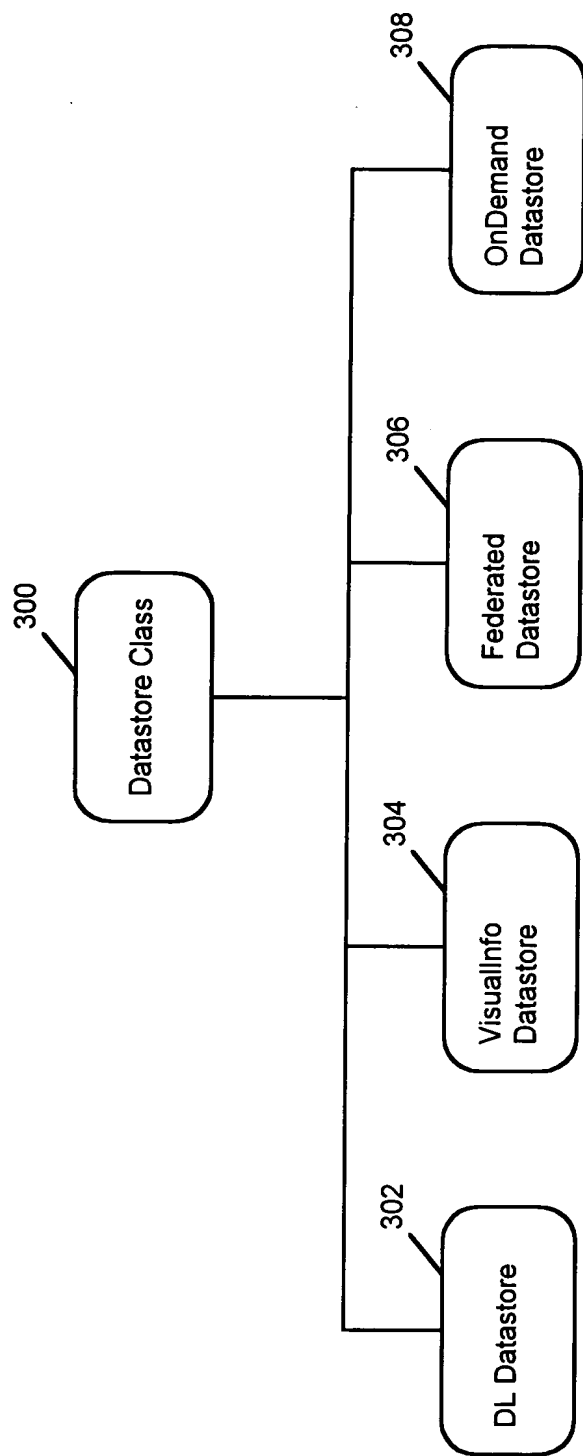 300
Datastore Class
302
DL Datastore
304
VisualInfo
Datastore
306
Federated
Datastore
308
OnDemand
Datastore